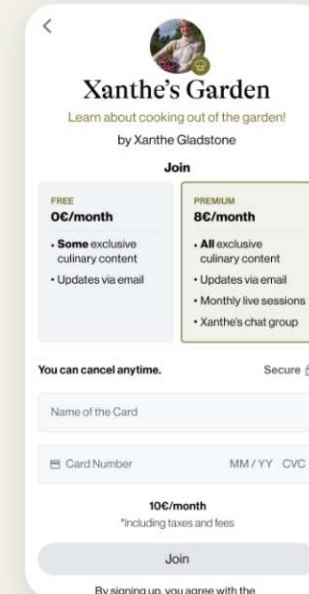 Xanthe's Garden
Learn about cooking out of the garden!
by Xanthe Gladstone
Join
FREE
0€/month
• Some exclusive
culinary content
• Updates via email
PREMIUM
8€/month
• All exclusive
culinary content
• Updates via email
• Monthly live sessions
• Xanthe's chat group
You can cancel anytime.
Secure
Name of the Card
Card Number MM / YY CVC
10€/month
*Including taxes and fees
Join
By signing up, you agree with the